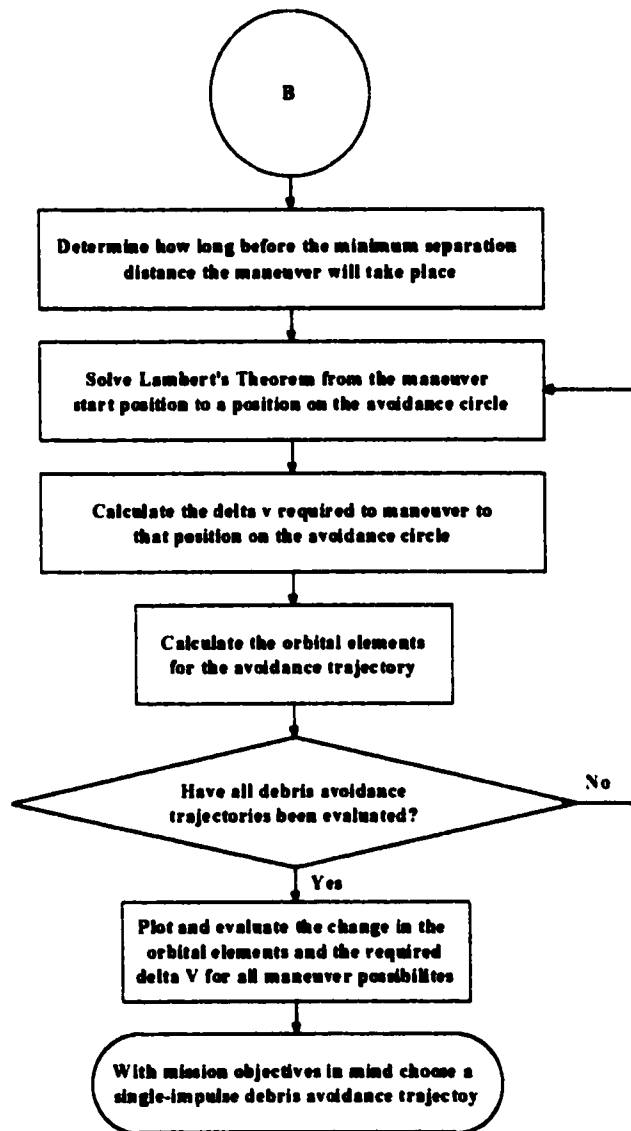 B
Determine how long before the minimum separation
distance the maneuver will take place
Solve Lambert's Theorem from the maneuver
start position to a position on the avoidance circle
Calculate the delta v required to maneuver to
that position on the avoidance circle
Calculate the orbital elements
for the avoidance trajectory
Have all debris avoidance
trajectories been evaluated?
No
Yes
Plot and evaluate the change in the
orbital elements and the required
delta V for all maneuver possibilites
With mission objectives in mind choose a
single-impulse debris avoidance trajectoy